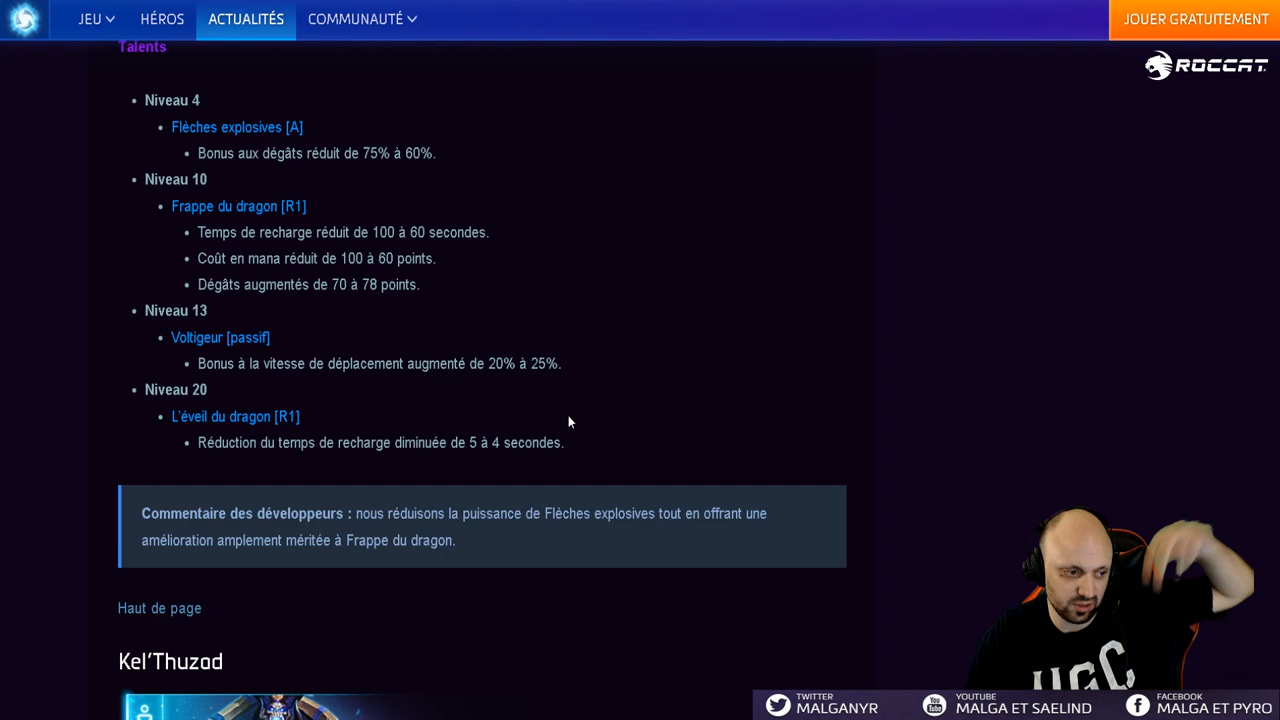 JEU HÉROS ACTUALITÉS COMMUNAUTÉ JOUER GRATUITEMENT
Talents
ROCCAT
Niveau 4
Flèches explosives [A]
Bonus aux dégâts réduit de 75% à 60%.
Niveau 10
Frappe du dragon [R1]
Temps de recharge réduit de 100 à 60 secondes.
Coût en mana réduit de 100 à 60 points.
Dégâts augmentés de 70 à 78 points.
Niveau 13
Voltigeur [passif]
Bonus à la vitesse de déplacement augmenté de 20% à 25%.
Niveau 20
L'éveil du dragon [R1]
Réduction du temps de recharge diminuée de 5 à 4 secondes.
Commentaire des développeurs : nous réduisons la puissance de Flèches explosives tout en offrant une
amélioration amplement méritée à Frappe du dragon.
Haut de page
Kel'Thuzad
UGC
TWITTER
MALGANYR
YOUTUBE
MALGA ET SAELIND
FACEBOOK
MALGA ET PYRO